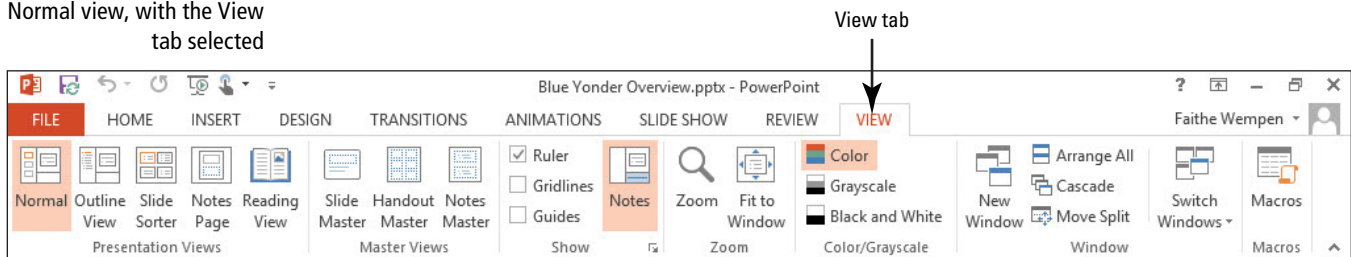 Normal view, with the View
tab selected
View tab
Blue Yonder Overview.pptx - PowerPoint
?
FILE HOME INSERT DESIGN TRANSITIONS ANIMATIONS SLIDE SHOW REVIEW VIEW Faithe Wempen
Normal
Outline
View
Slide
Sorter
Notes
Page
Reading
View
Presentation Views
Slide
Master
Handout
Master
Notes
Master
Master Views
Ruler
Gridlines
Guides
Show
Notes
Zoom
Fit to
Window
Zoom
Color
Grayscale
Black and White
Color/Grayscale
New
Window
Arrange All
Cascade
Move Split
Switch
Windows
Window
Macros
Macros